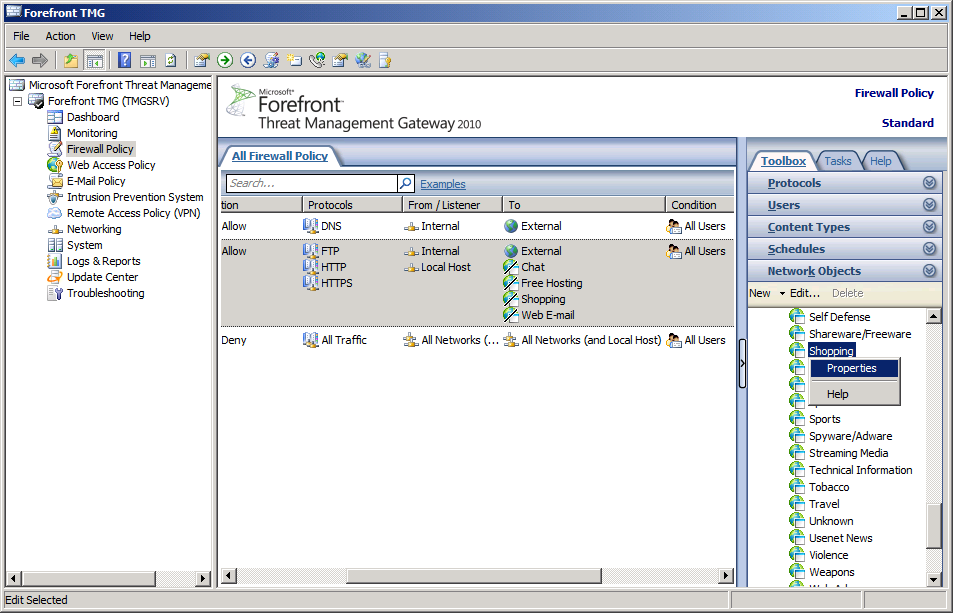 Forefront TMG
File Action View Help
Microsoft Forefront Threat Manageme
Forefront TMG (TMGSRV)
Dashboard
Monitoring
Firewall Policy
Web Access Policy
E-Mail Policy
Intrusion Prevention System
Remote Access Policy (VPN)
Networking
System
Logs & Reports
Update Center
Troubleshooting
Microsoft®
Forefront™
Threat Management Gateway 2010
Firewall Policy
Standard
All Firewall Policy
Search...
Examples
tion Protocols From / Listener To Condition
Allow DNS Internal External All Users
Allow FTP Internal External All Users
HTTP Local Host Chat
HTTPS Free Hosting
Shopping
Web E-mail
Deny All Traffic All Networks (... All Networks (and Local Host) All Users
Toolbox Tasks Help
Protocols
Users
Content Types
Schedules
Network Objects
New Edit... Delete
Self Defense
Shareware/Freeware
Shopping
Properties
Help
Sports
Spyware/Adware
Streaming Media
Technical Information
Tobacco
Travel
Unknown
Usenet News
Violence
Weapons
Edit Selected